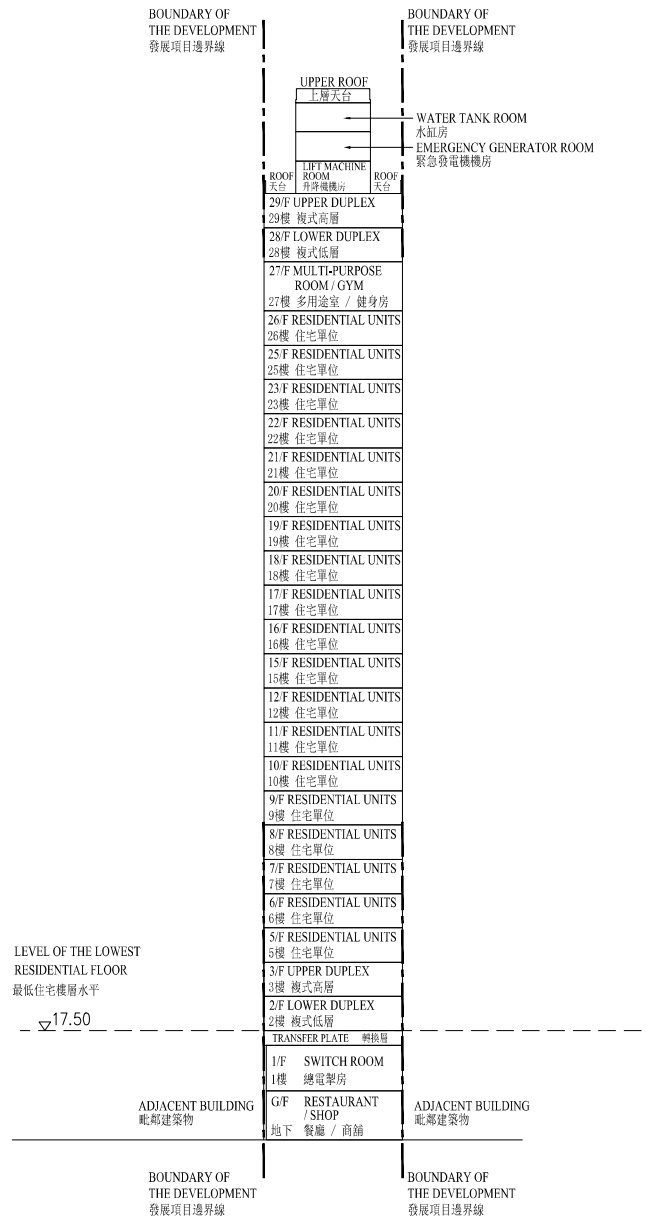 BOUNDARY OF
THE DEVELOPMENT
發展項目邊界線
BOUNDARY OF
THE DEVELOPMENT
發展項目邊界線
UPPER ROOF
上層天台
WATER TANK ROOM
水缸房
EMERGENCY GENERATOR ROOM
緊急發電機機房
ROOF
天台
LIFT MACHINE
ROOM
升降機機房
ROOF
天台
29/F UPPER DUPLEX
29樓 複式高層
28/F LOWER DUPLEX
28樓 複式低層
27/F MULTI-PURPOSE
ROOM / GYM
27樓 多用途室 / 健身房
26/F RESIDENTIAL UNITS
26樓 住宅單位
25/F RESIDENTIAL UNITS
25樓 住宅單位
23/F RESIDENTIAL UNITS
23樓 住宅單位
22/F RESIDENTIAL UNITS
22樓 住宅單位
21/F RESIDENTIAL UNITS
21樓 住宅單位
20/F RESIDENTIAL UNITS
20樓 住宅單位
19/F RESIDENTIAL UNITS
19樓 住宅單位
18/F RESIDENTIAL UNITS
18樓 住宅單位
17/F RESIDENTIAL UNITS
17樓 住宅單位
16/F RESIDENTIAL UNITS
16樓 住宅單位
15/F RESIDENTIAL UNITS
15樓 住宅單位
12/F RESIDENTIAL UNITS
12樓 住宅單位
11/F RESIDENTIAL UNITS
11樓 住宅單位
10/F RESIDENTIAL UNITS
10樓 住宅單位
9/F RESIDENTIAL UNITS
9樓 住宅單位
8/F RESIDENTIAL UNITS
8樓 住宅單位
7/F RESIDENTIAL UNITS
7樓 住宅單位
6/F RESIDENTIAL UNITS
6樓 住宅單位
5/F RESIDENTIAL UNITS
5樓 住宅單位
LEVEL OF THE LOWEST
RESIDENTIAL FLOOR
最低住宅樓層水平
17.50
3/F UPPER DUPLEX
3樓 複式高層
2/F LOWER DUPLEX
2樓 複式低層
TRANSFER PLATE 轉換層
1/F SWITCH ROOM
1樓 總電掣房
G/F RESTAURANT
/ SHOP
地下 餐廳 / 商舖
ADJACENT BUILDING
毗鄰建築物
ADJACENT BUILDING
毗鄰建築物
BOUNDARY OF
THE DEVELOPMENT
發展項目邊界線
BOUNDARY OF
THE DEVELOPMENT
發展項目邊界線